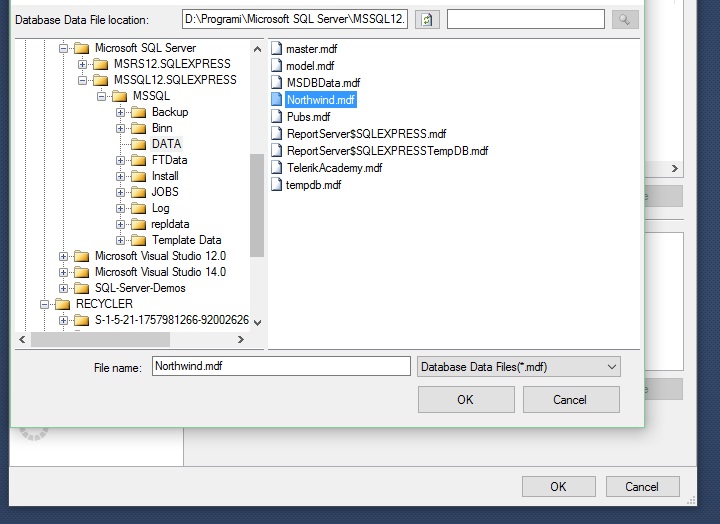 Database Data File location:
D:\Programi\Microsoft SQL Server\MSSQL12.
Microsoft SQL Server
MSRS12.SQLEXPRESS
MSSQL12.SQLEXPRESS
MSSQL
Backup
Binn
DATA
FTData
Install
JOBS
Log
repldata
Template Data
Microsoft Visual Studio 12.0
Microsoft Visual Studio 14.0
SQL-Server-Demos
RECYCLER
S-1-5-21-1757981266-92002626
master.mdf
model.mdf
MSDBData.mdf
Northwind.mdf
Pubs.mdf
ReportServer$SQLEXPRESS.mdf
ReportServer$SQLEXPRESSTempDB.mdf
TelerikAcademy.mdf
tempdb.mdf
File name:
Northwind.mdf
Database Data Files(*.mdf)
OK
Cancel
OK
Cancel